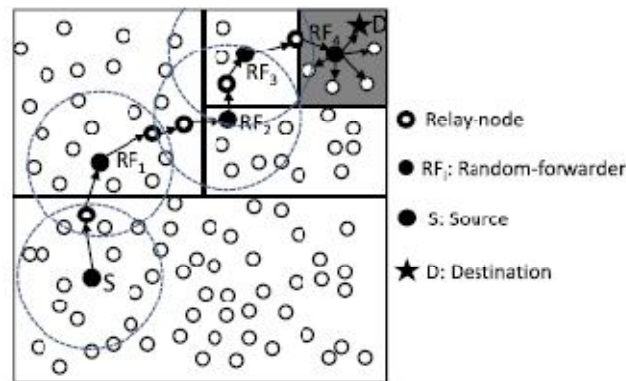 D
RF4
RF3
RF2
RF1
S
Relay-node
RFi: Random-forwarder
S: Source
D: Destination